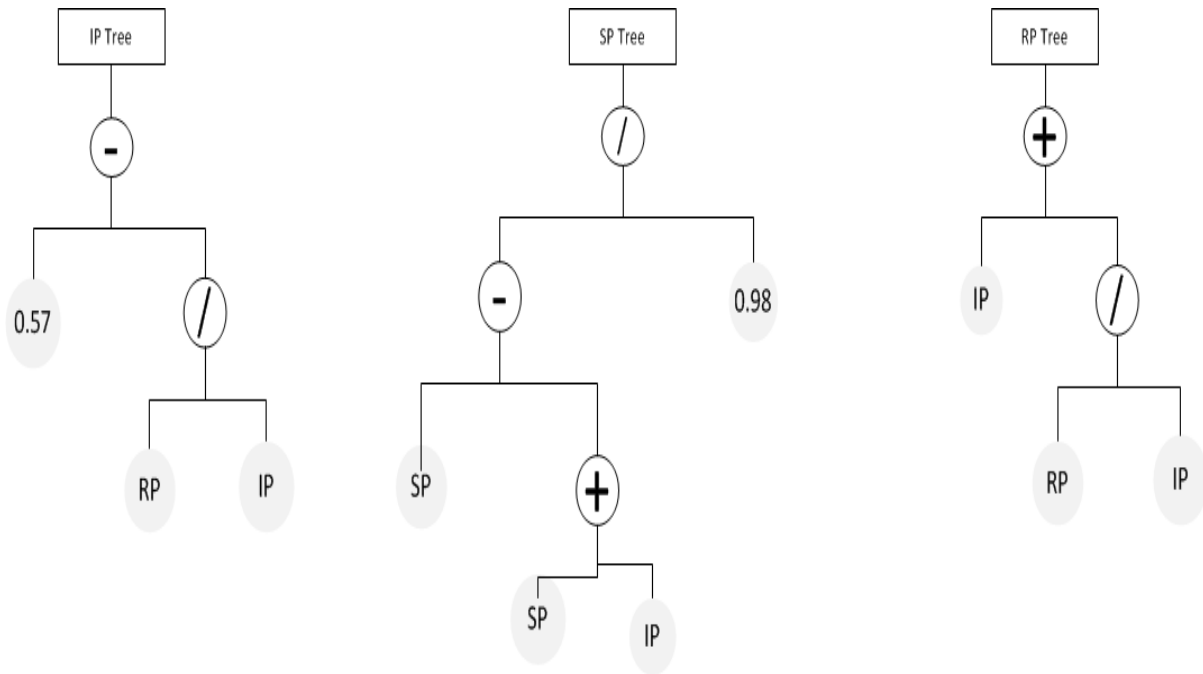 IP Tree
SP Tree
RP Tree
-
/
+
0.57
/
-
0.98
IP
/
RP
IP
SP
+
RP
IP
SP
IP